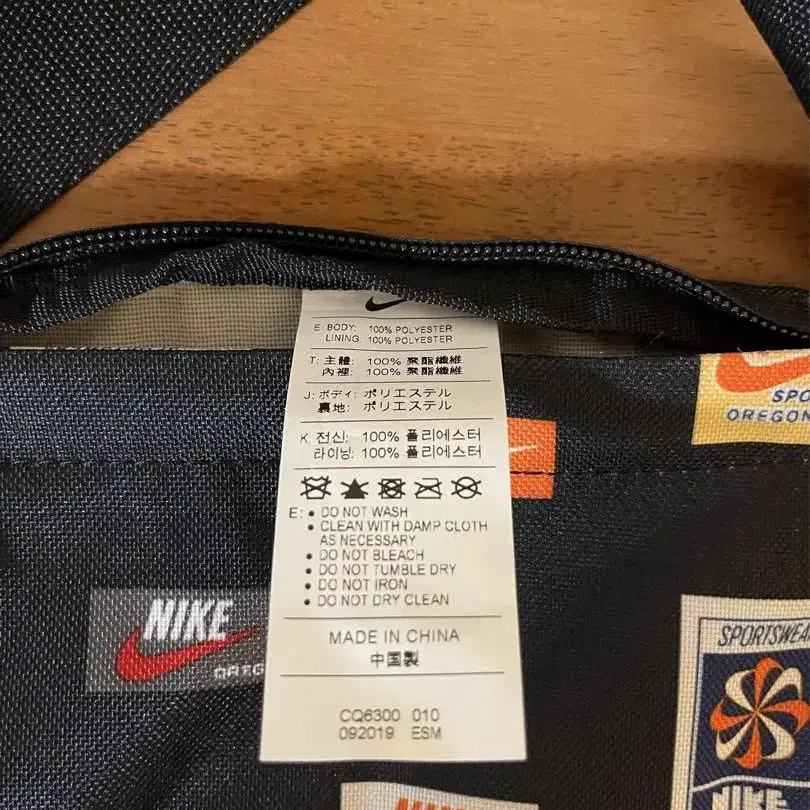 E: BODY: 100% POLYESTER
LINING: 100% POLYESTER
T: 主體: 100% 聚酯纖維
內裡: 100% 聚酯纖維
J: ボディ: ポリエステル
裏地: ポリエステル
K: 전신: 100% 폴리에스터
라이닝: 100% 폴리에스터
E: • DO NOT WASH
• CLEAN WITH DAMP CLOTH
AS NECESSARY
• DO NOT BLEACH
• DO NOT TUMBLE DRY
• DO NOT IRON
• DO NOT DRY CLEAN
MADE IN CHINA
中国製
CQ6300 010
092019 ESM
SPO
OREGON
NIKE
OREG
SPORTSWEA
NIKE
NIKE